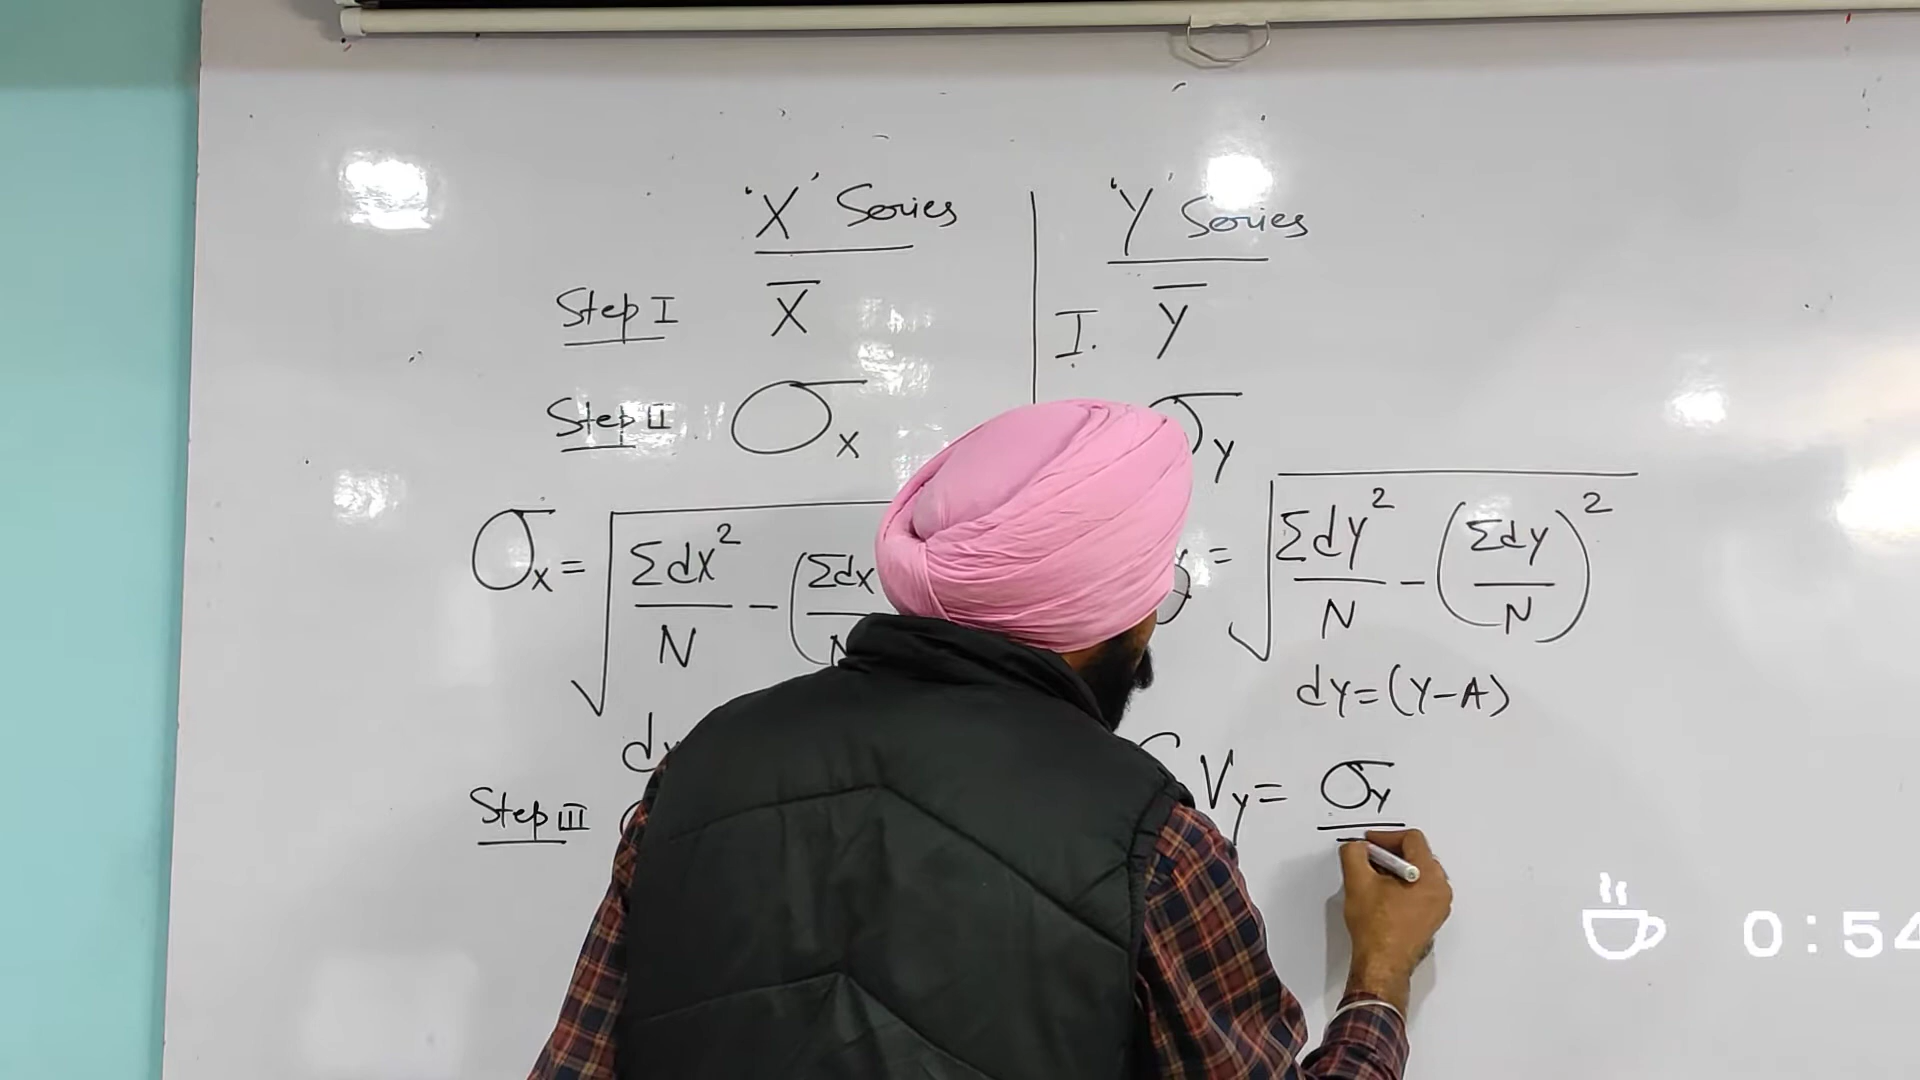 'X' Series
'Y' Series
Step I X̄
I. Ȳ
Step II σx
σy
σx = √ Σdx² / N - (Σdx / N
= √ Σdy² / N - (Σdy / N)²
dy = (Y - A)
Step III
C Vy = σy
0:54